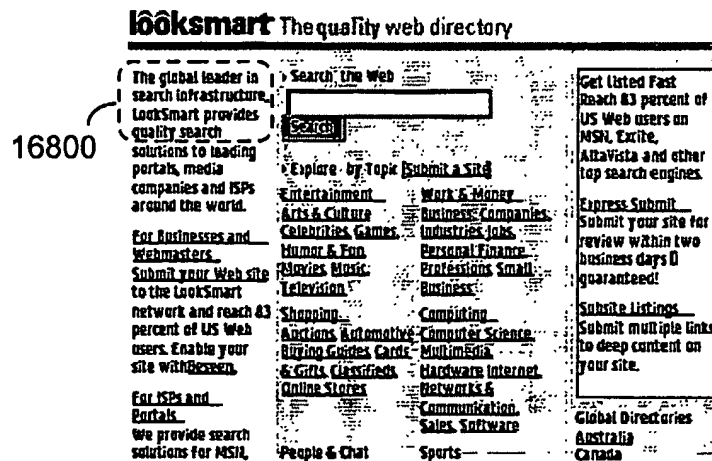 looksmart The quality web directory
16800
The global leader in
search infrastructure
LookSmart provides
quality search
solutions to leading
portals, media
companies and ISPs
around the world.
For Businesses and
Webmasters
Submit your Web site
to the LookSmart
network and reach 83
percent of US Web
users. Enable your
site with Beseen.
For ISPs and
Portals
We provide search
solutions for MSN,
Search the Web
Search
Explore by Topic Submit a Site
Entertainment
Arts & Culture
Celebrities, Games,
Humor & Fun,
Movies, Music,
Television
Shopping
Auctions, Automotive
Buying Guides, Cards
& Gifts, Classifieds,
Online Stores
People & Chat
Work & Money
Business, Companies,
Industries, Jobs,
Personal Finance,
Professions, Small
Business
Computing
Computer Science,
Multimedia,
Hardware, Internet,
Networks &
Communication,
Sales, Software
Sports
Get Listed Fast
Reach 83 percent of
US Web users on
MSN, Excite,
AltaVista and other
top search engines.
Express Submit
Submit your site for
review within two
business days
guaranteed!
Subsite Listings
Submit multiple links
to deep content on
your site.
Global Directories
Australia
Canada